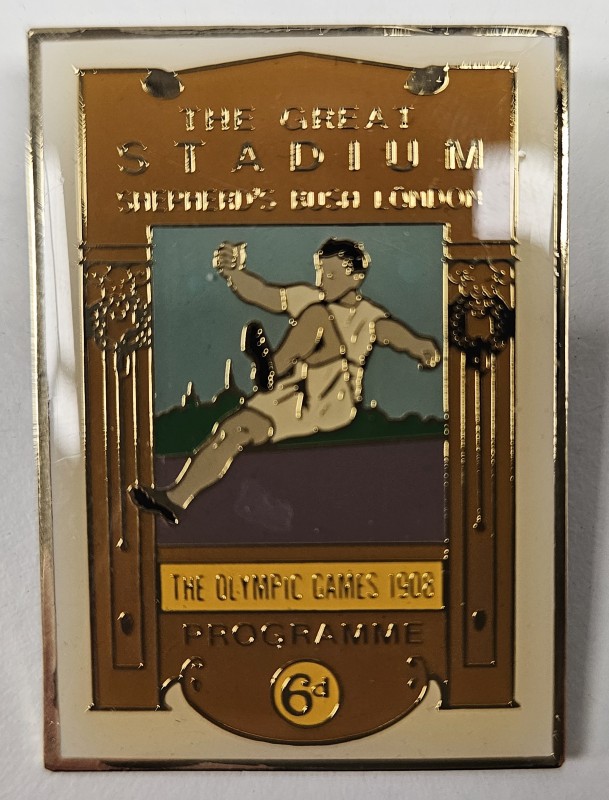 THE GREAT
STADIUM
SHEPHERD'S BUSH LONDON
THE OLYMPIC GAMES 1908
PROGRAMME
6d